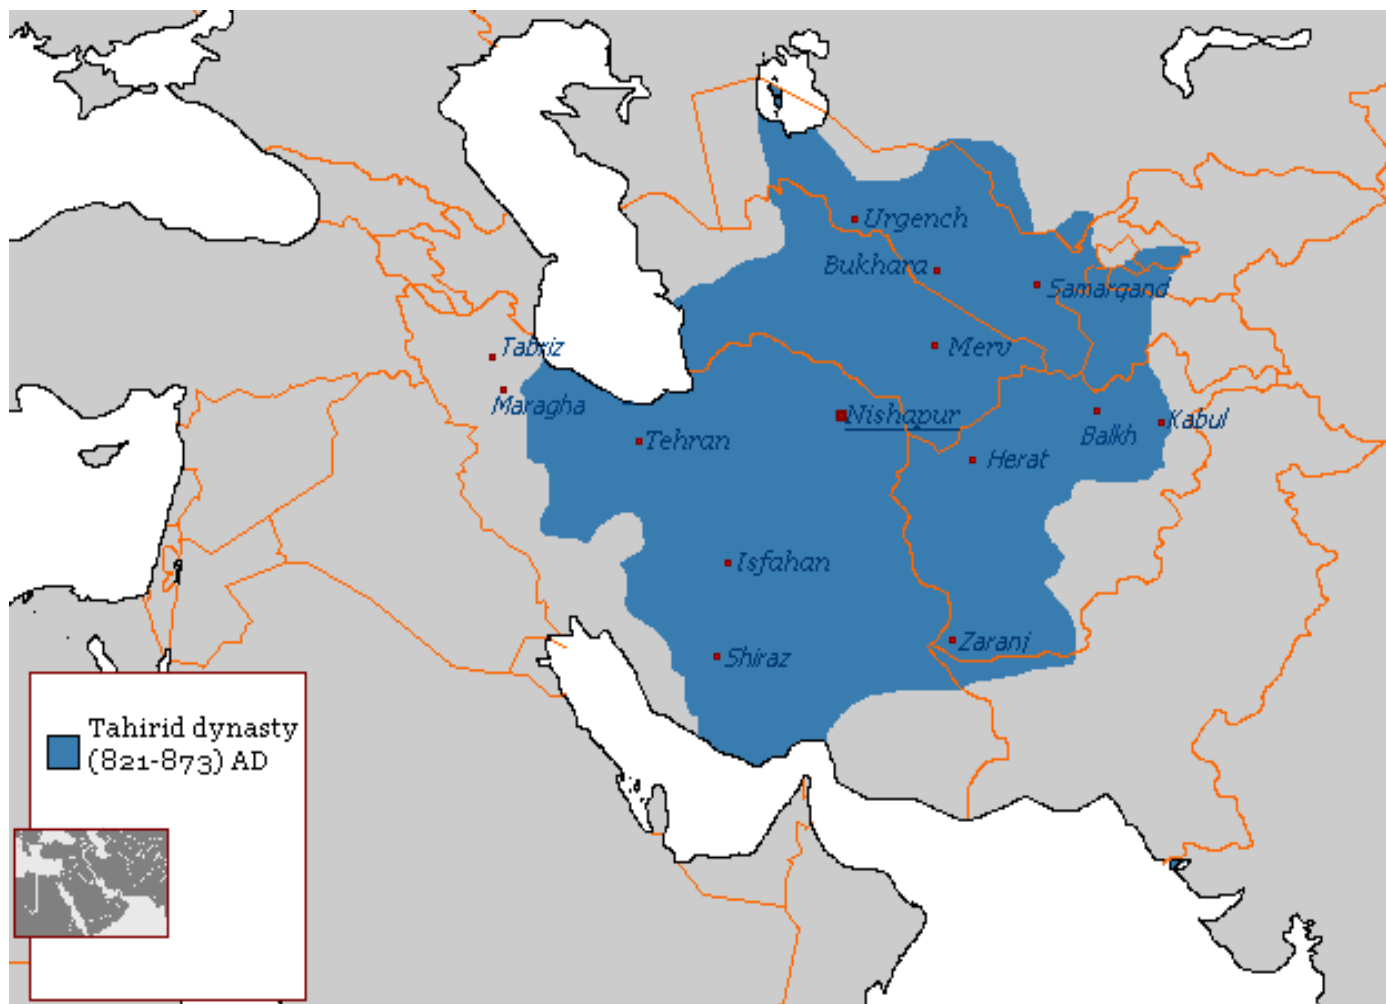 Urgench
Bukhara
Samarqand
Tabriz
Merv
Maragha
Nishapur
Balkh
Kabul
Tehran
Herat
Isfahan
Zaranj
Shiraz
Tahirid dynasty
(821-873) AD